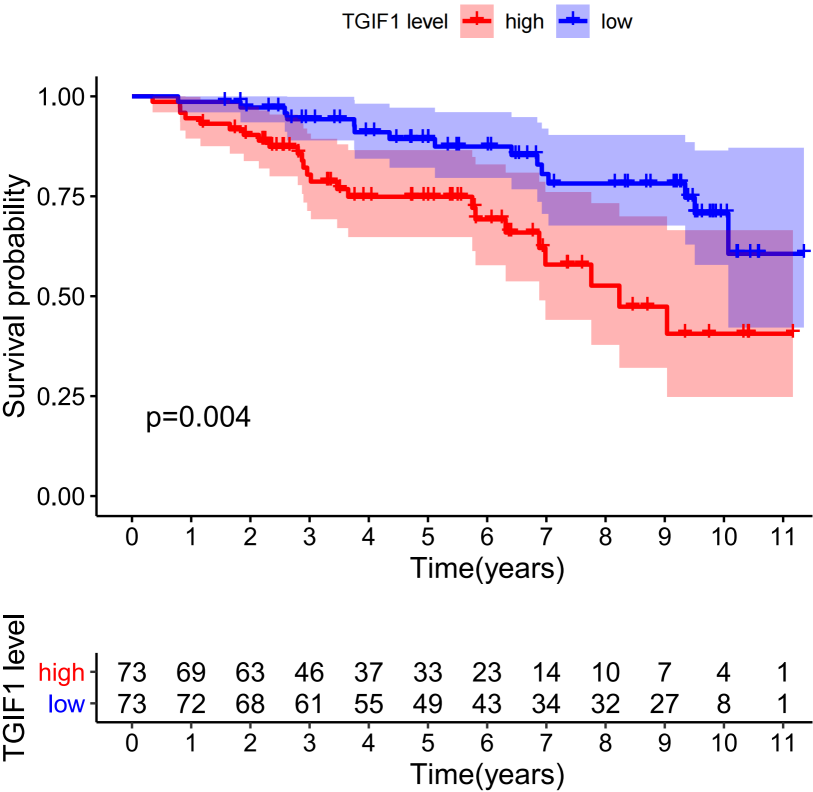 TGIF1 level high low
Survival probability
1.00
0.75
0.50
0.25
0.00
p=0.004
0 1 2 3 4 5 6 7 8 9 10 11
Time(years)
TGIF1 level
high 73 69 63 46 37 33 23 14 10 7 4 1
low 73 72 68 61 55 49 43 34 32 27 8 1
0 1 2 3 4 5 6 7 8 9 10 11
Time(years)